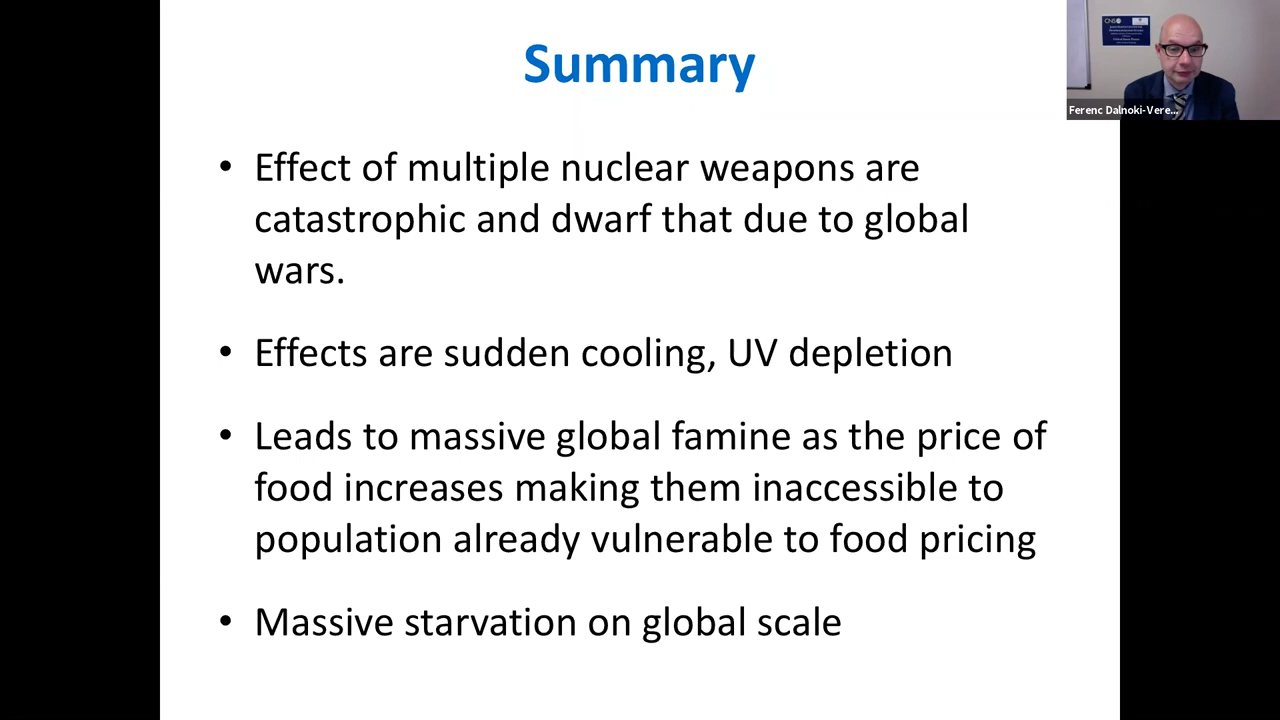 Summary
• Effect of multiple nuclear weapons are
catastrophic and dwarf that due to global
wars.
• Effects are sudden cooling, UV depletion
• Leads to massive global famine as the price of
food increases making them inaccessible to
population already vulnerable to food pricing
• Massive starvation on global scale
CNS
Ferenc Dalnoki-Vere...